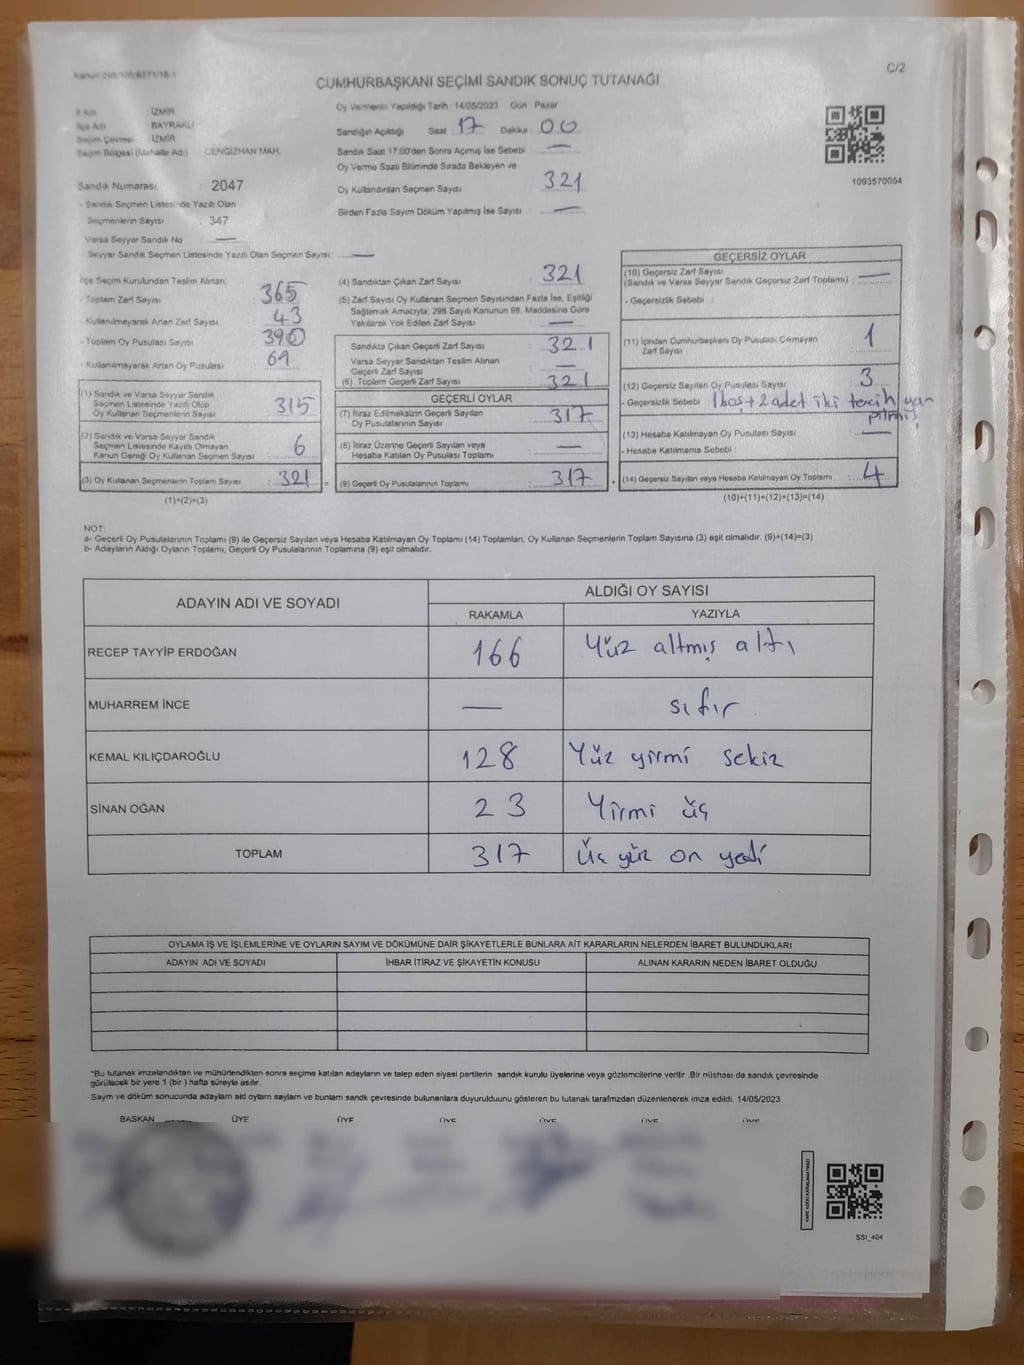 C/2
CUMHURBAŞKANI SEÇİMİ SANDIK SONUÇ TUTANAĞI
İl Adı : İZMİR
İlçe Adı : BAYRAKLI
Seçim Çevresi : İZMİR
Seçim Bölgesi (Mahalle Adı) : CENGİZHAN MAH.
Sandık Numarası : 2047
- Sandık Seçmen Listesinde Yazılı Olan
Seçmenlerin Sayısı : 347
Varsa Seyyar Sandık No : —
- Seyyar Sandık Seçmen Listesinde Yazılı Olan Seçmen Sayısı : —
Oy Vermenin Yapıldığı Tarih : 14/05/2023 Gün : Pazar
Sandığın Açıldığı Saat : 17 Dakika : 00
Sandık Saat 17:00'den Sonra Açmış İse Sebebi : —
Oy Verme Saati Bitiminde Sırada Bekleyen ve
Oy Kullandırılan Seçmen Sayısı : 321
Birden Fazla Sayım Döküm Yapılmış İse Sayısı : —
1093570054
İlçe Seçim Kurulundan Teslim Alınan;
- Toplam Zarf Sayısı : 365
- Kullanılmayarak Artan Zarf Sayısı : 43
- Toplam Oy Pusulası Sayısı : 390
- Kullanılmayarak Artan Oy Pusulası : 69
(1) Sandık ve Varsa Seyyar Sandık
Seçmen Listesinde Yazılı Olup
Oy Kullanan Seçmenlerin Sayısı : 315
(2) Sandık ve Varsa Seyyar Sandık
Seçmen Listesinde Kayıtlı Olmayan
Kanun Gereği Oy Kullanan Seçmen Sayısı : 6
(3) Oy Kullanan Seçmenlerin Toplam Sayısı : 321
(1)+(2)=(3)
(4) Sandıktan Çıkan Zarf Sayısı : 321
(5) Zarf Sayısı Oy Kullanan Seçmen Sayısından Fazla İse, Eşitliği
Sağlamak Amacıyla; 298 Sayılı Kanunun 98. Maddesine Göre
Yakılarak Yok Edilen Zarf Sayısı : —
Sandıkta Çıkan Geçerli Zarf Sayısı : 321
Varsa Seyyar Sandıktan Teslim Alınan
Geçerli Zarf Sayısı : —
(6) Toplam Geçerli Zarf Sayısı : 321
GEÇERLİ OYLAR
(7) İtiraz Edilmeksizin Geçerli Sayılan
Oy Pusulalarının Sayısı : 317
(8) İtiraz Üzerine Geçerli Sayılan veya
Hesaba Katılan Oy Pusulası Toplamı : —
(9) Geçerli Oy Pusulalarının Toplamı : 317
GEÇERSİZ OYLAR
(10) Geçersiz Zarf Sayısı
(Sandık ve Varsa Seyyar Sandık Geçersiz Zarf Toplamı) : —
- Geçersizlik Sebebi :
(11) İçinden Cumhurbaşkanı Oy Pusulası Çıkmayan
Zarf Sayısı : 1
(12) Geçersiz Sayılan Oy Pusulası Sayısı : 3
- Geçersizlik Sebebi : 1 boş + 2 adet iki tercih
(13) Hesaba Katılmayan Oy Pusulası Sayısı : —
- Hesaba Katılmama Sebebi :
(14) Geçersiz Sayılan veya Hesaba Katılmayan Oy Toplamı : 4
(10)+(11)+(12)+(13)=(14)
NOT:
a- Geçerli Oy Pusulalarının Toplamı (9) ile Geçersiz Sayılan veya Hesaba Katılmayan Oy Toplamı (14) Toplamları, Oy Kullanan Seçmenlerin Toplam Sayısına (3) eşit olmalıdır. (9)+(14)=(3)
b- Adayların Aldığı Oyların Toplamı, Geçerli Oy Pusulalarının Toplamına (9) eşit olmalıdır.
ADAYIN ADI VE SOYADI
ALDIĞI OY SAYISI
RAKAMLA YAZIYLA
RECEP TAYYİP ERDOĞAN 166 Yüz altmış altı
MUHARREM İNCE — sıfır
KEMAL KILIÇDAROĞLU 128 Yüz yirmi sekiz
SİNAN OĞAN 23 Yirmi üç
TOPLAM 317 Üç yüz on yedi
OYLAMA İŞ VE İŞLEMLERİNE VE OYLARIN SAYIM VE DÖKÜMÜNE DAİR ŞİKAYETLERLE BUNLARA AİT KARARLARIN NELERDEN İBARET BULUNDUKLARI
ADAYIN ADI VE SOYADI İHBAR İTİRAZ VE ŞİKAYETİN KONUSU ALINAN KARARIN NEDEN İBARET OLDUĞU
"Bu tutanak imzalandıktan ve mühürlendikten sonra seçime katılan adayların ve talep eden siyasi partilerin sandık kurulu üyelerine veya gözlemcilerine verilir .Bir nüshası da sandık çevresinde
görülecek bir yere 1 (bir ) hafta süreyle asılır.
Sayım ve döküm sonucunda adayların aldığı oyların sayılarını ve bunların sandık çevresinde bulunanlara duyurulduğunu gösteren bu tutanak tarafımızdan düzenlenerek imza edildi. 14/05/2023
BAŞKAN ÜYE ÜYE ÜYE ÜYE ÜYE ÜYE
SSI_404